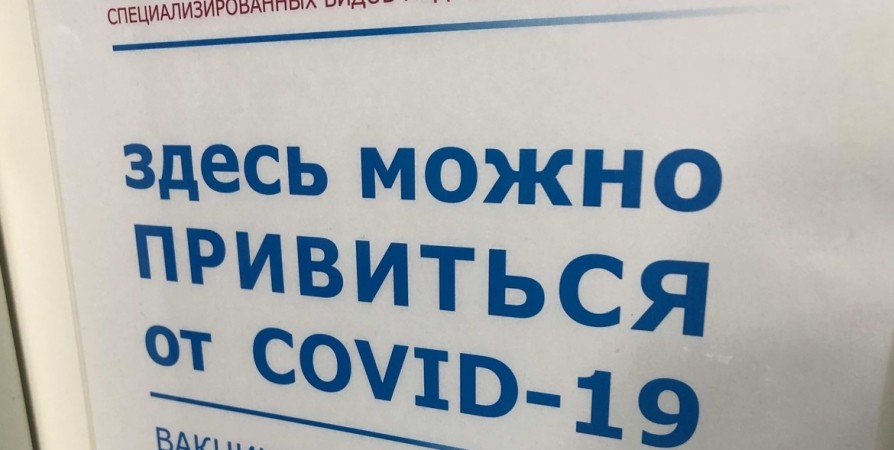 СПЕЦИАЛИЗИРОВАННЫХ ВИДОВ
здесь можно
ПРИВИТЬСЯ
от COVID-19